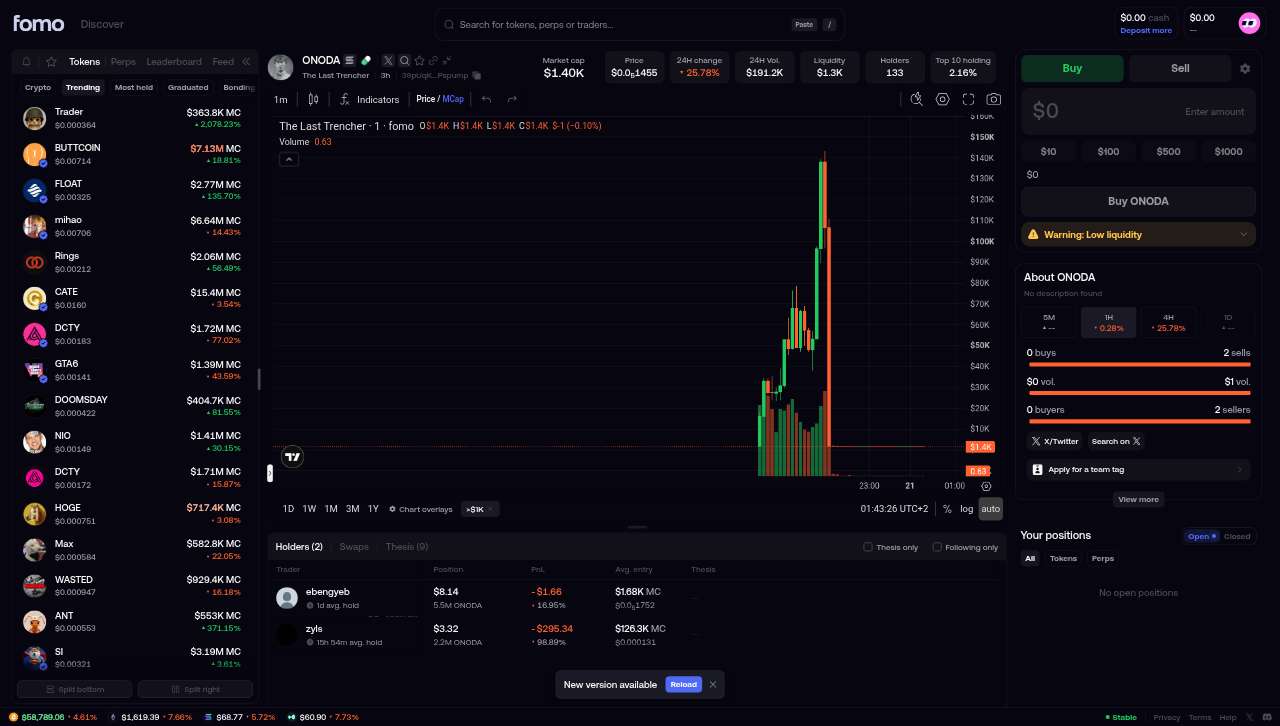 fomo
Discover
Search for tokens, perps or traders...
Paste /
$0.00 cash
Deposit more
$0.00
Tokens Perps Leaderboard Feed
Crypto Trending Most held Graduated Bonding
Trader $363.8K MC
$0.000364 2,078.23%
BUTTCOIN $7.13M MC
$0.00714 18.81%
FLOAT $2.77M MC
$0.00325 135.70%
mihao $6.64M MC
$0.00706 14.43%
Rings $2.06M MC
$0.00212 56.49%
CATE $15.4M MC
$0.0160 3.54%
DCTY $1.72M MC
$0.00183 77.02%
GTA6 $1.39M MC
$0.00141 43.59%
DOOMSDAY $404.7K MC
$0.000422 81.55%
NIO $1.41M MC
$0.00149 30.15%
DCTY $1.71M MC
$0.00172 15.87%
HOGE $717.4K MC
$0.000751 3.08%
Max $582.8K MC
$0.000584 22.05%
WASTED $929.4K MC
$0.000947 16.18%
ANT $553K MC
$0.000553 371.15%
SI $3.19M MC
$0.00321 3.61%
Split bottom Split right
ONODA
The Last Trencher · 3h
Market cap
$1.40K
Price
$0.0₅1455
24H change
25.78%
24H Vol.
$191.2K
Liquidity
$1.3K
Holders
133
Top 10 holding
2.16%
1m Indicators Price / MCap
The Last Trencher · 1 · fomo O$1.4K H$1.4K L$1.4K C$1.4K $-1 (−0.10%)
Volume 0.63
$160K
$150K
$140K
$130K
$120K
$110K
$100K
$90K
$80K
$70K
$60K
$50K
$40K
$30K
$20K
$10K
$1.4K
0.63
23:00 21 01:00
1D 1W 1M 3M 1Y Chart overlays >$1K
01:43:26 UTC+2 % log auto
Holders (2) Swaps Thesis (9)
Thesis only Following only
Trader Position PnL Avg. entry Thesis
ebengyeb $8.14 -$1.66 $1.68K MC
1d avg. hold 5.5M ONODA 16.95% $0.0₅1752
zyls $3.32 -$295.34 $126.3K MC
15h 54m avg. hold 2.2M ONODA 98.89% $0.000131
New version available Reload
Buy Sell
$0 Enter amount
$10 $100 $500 $1000
$0
Buy ONODA
Warning: Low liquidity
About ONODA
No description found
5M 1H 4H 1D
-- 0.28% 25.78% --
0 buys 2 sells
$0 vol. $1 vol.
0 buyers 2 sellers
X/Twitter Search on X
Apply for a team tag
View more
Your positions
Open Closed
All Tokens Perps
No open positions
$58,789.06 4.61% $1,619.39 7.66% $68.77 5.72% $60.90 7.73%
Stable Privacy Terms Help